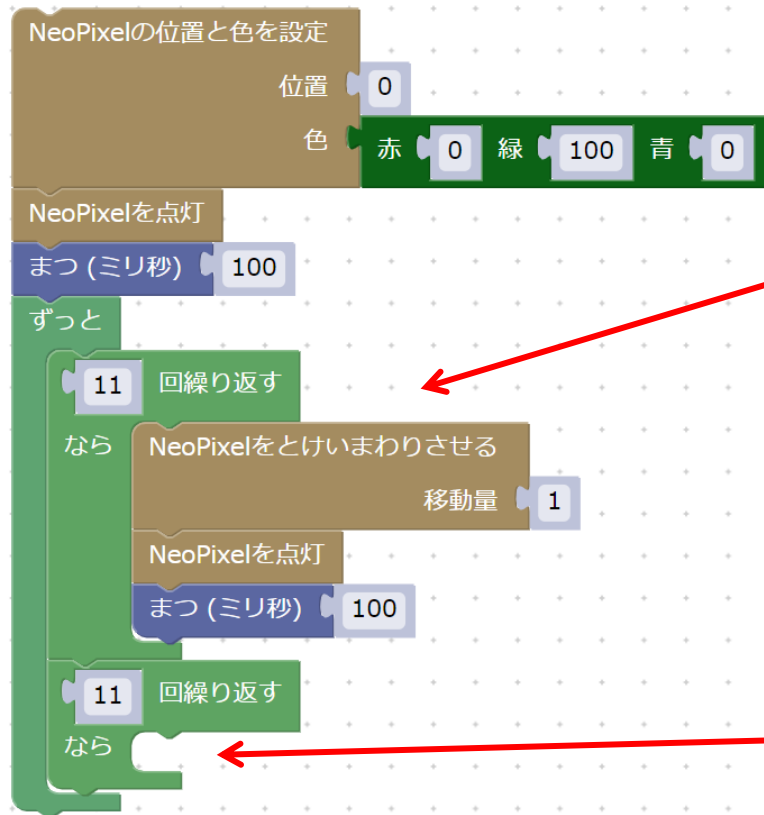 NeoPixelの位置と色を設定
位置 0
色 赤 0 緑 100 青 0
NeoPixelを点灯
まつ (ミリ秒) 100
ずっと
11 回繰り返す
なら NeoPixelをとけいまわりさせる
移動量 1
NeoPixelを点灯
まつ (ミリ秒) 100
11 回繰り返す
なら